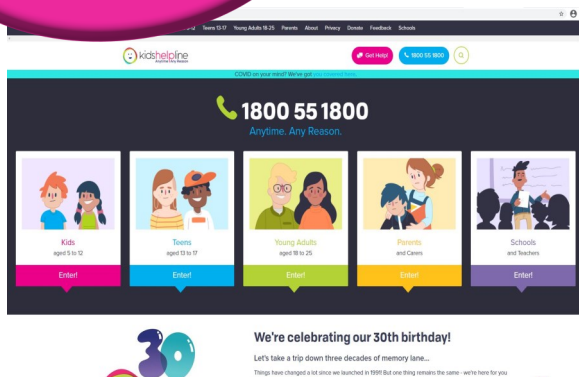 Teens 13-17 Young Adults 18-25 Parents About Privacy Donate Feedback Schools
kidshelpline
Anytime | Any Reason
Get Help!
1800 55 1800
COVID on your mind? We've got you covered here.
1800 55 1800
Anytime. Any Reason.
Kids
aged 5 to 12
Enter!
Teens
aged 13 to 17
Enter!
Young Adults
aged 18 to 25
Enter!
Parents
and Carers
Enter!
Schools
and Teachers
Enter!
30
We're celebrating our 30th birthday!
Let's take a trip down three decades of memory lane...
Things have changed a lot since we launched in 1991! But one thing remains the same - we're here for you